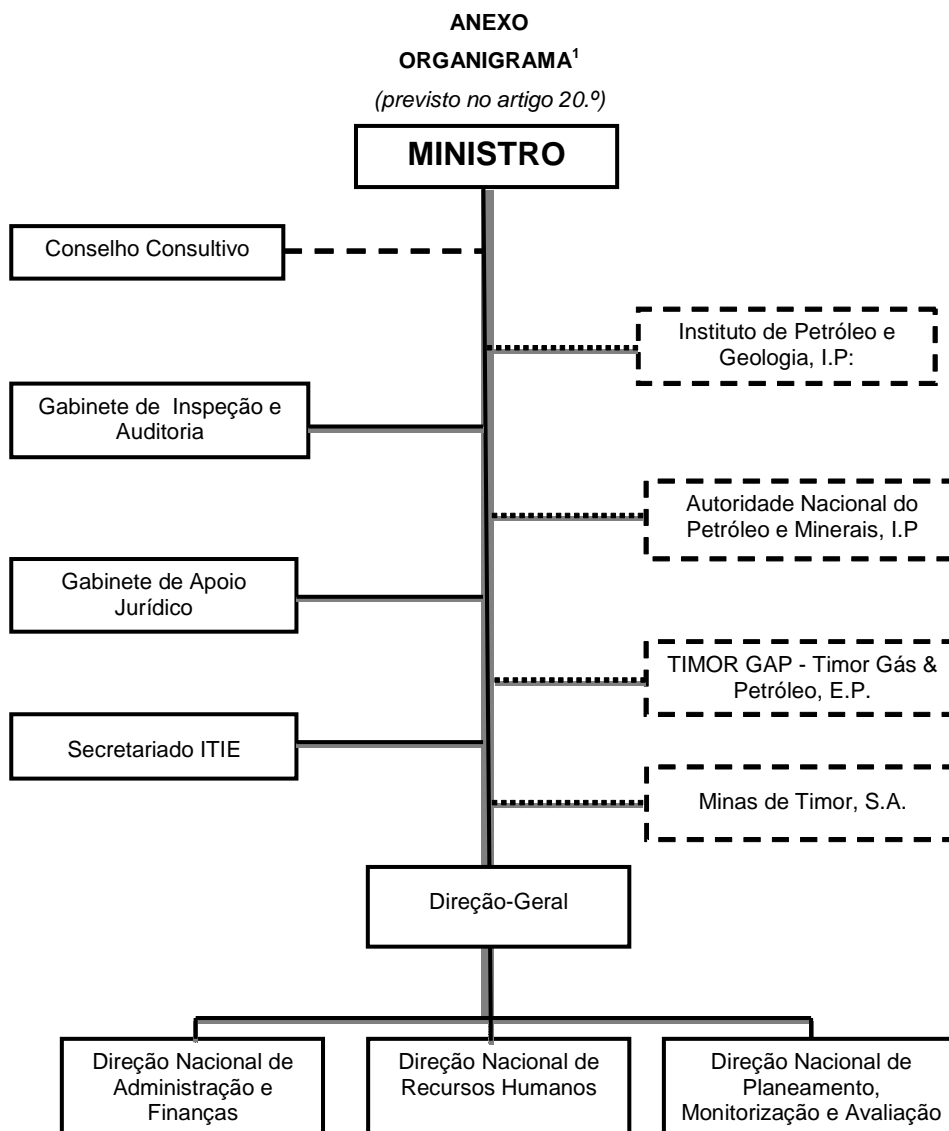 ANEXO
ORGANIGRAMA¹
(previsto no artigo 20.º)
MINISTRO
Conselho Consultivo
Instituto de Petróleo e
Geologia, I.P:
Gabinete de Inspeção e
Auditoria
Autoridade Nacional do
Petróleo e Minerais, I.P
Gabinete de Apoio
Jurídico
TIMOR GAP - Timor Gás &
Petróleo, E.P.
Secretariado ITIE
Minas de Timor, S.A.
Direção-Geral
Direção Nacional de
Administração e
Finanças
Direção Nacional de
Recursos Humanos
Direção Nacional de
Planeamento,
Monitorização e Avaliação